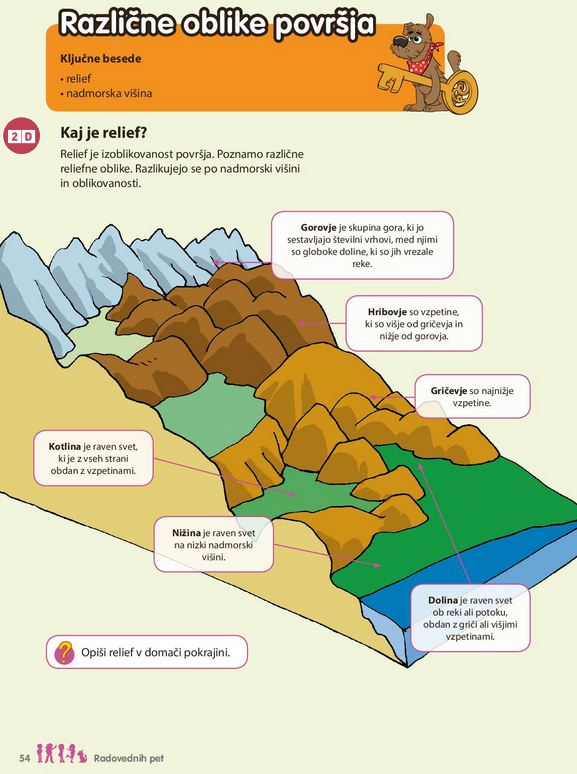 Različne oblike površja
Ključne besede
• relief
• nadmorska višina
2D
Kaj je relief?
Relief je izoblikovanost površja. Poznamo različne
reliefne oblike. Razlikujejo se po nadmorski višini
in oblikovanosti.
Gorovje je skupina gora, ki jo
sestavljajo številni vrhovi, med njimi
so globoke doline, ki so jih vrezale
reke.
Hribovje so vzpetine,
ki so višje od gričevja in
nižje od gorovja.
Gričevje so najnižje
vzpetine.
Kotlina je raven svet,
ki je z vseh strani
obdan z vzpetinami.
Nižina je raven svet
na nizki nadmorski
višini.
Dolina je raven svet
ob reki ali potoku,
obdan z griči ali višjimi
vzpetinami.
? Opiši relief v domači pokrajini.
54 Radovednih pet